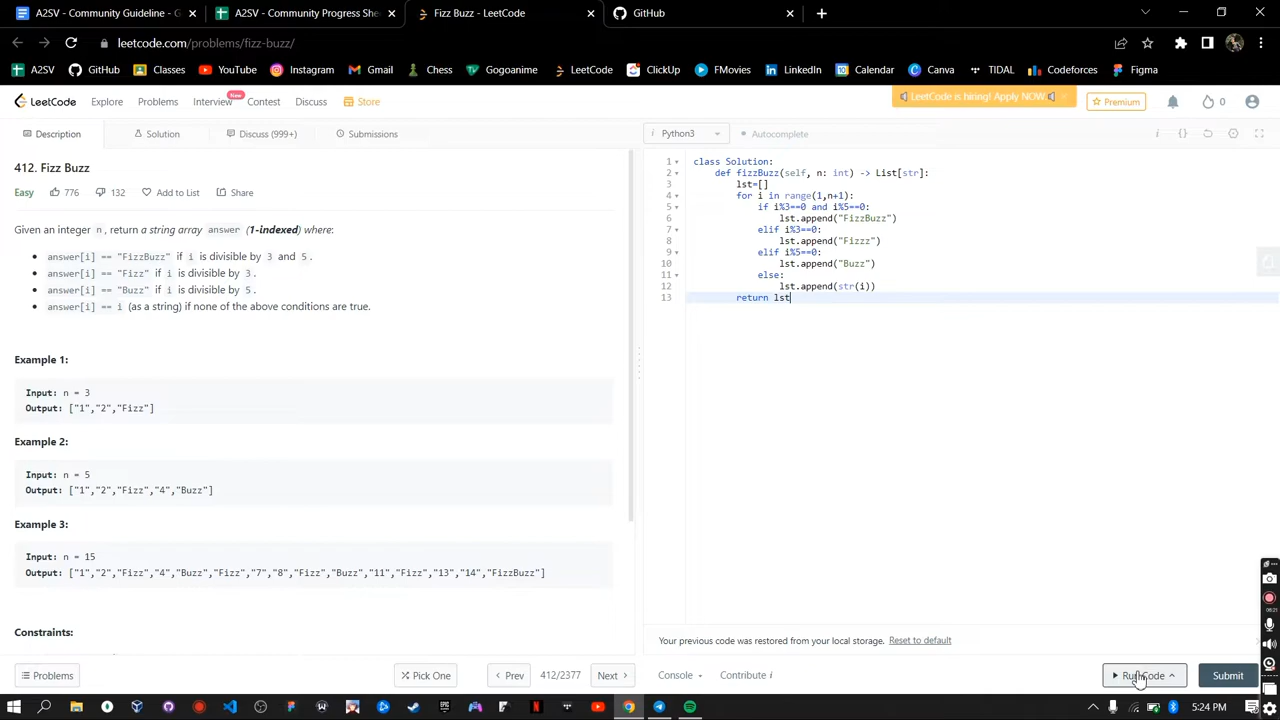 A2SV - Community Guideline - G
A2SV - Community Progress She
Fizz Buzz - LeetCode
GitHub
leetcode.com/problems/fizz-buzz/
A2SV
GitHub
Classes
YouTube
Instagram
Gmail
Chess
Gogoanime
LeetCode
ClickUp
FMovies
LinkedIn
Calendar
Canva
TIDAL
Codeforces
Figma
LeetCode
Explore
Problems
Interview
New
Contest
Discuss
Store
LeetCode is hiring! Apply NOW
Premium
0
Description
Solution
Discuss (999+)
Submissions
412. Fizz Buzz
Easy
776
132
Add to List
Share
Given an integer n, return a string array answer (1-indexed) where:
answer[i] == "FizzBuzz" if i is divisible by 3 and 5.
answer[i] == "Fizz" if i is divisible by 3.
answer[i] == "Buzz" if i is divisible by 5.
answer[i] == i (as a string) if none of the above conditions are true.
Example 1:
Input: n = 3
Output: ["1","2","Fizz"]
Example 2:
Input: n = 5
Output: ["1","2","Fizz","4","Buzz"]
Example 3:
Input: n = 15
Output: ["1","2","Fizz","4","Buzz","Fizz","7","8","Fizz","Buzz","11","Fizz","13","14","FizzBuzz"]
Constraints:
Problems
Pick One
Prev
412/2377
Next
i
Python3
Autocomplete
i
{}
1 class Solution:
2 def fizzBuzz(self, n: int) -> List[str]:
3 lst=[]
4 for i in range(1,n+1):
5 if i%3==0 and i%5==0:
6 lst.append("FizzBuzz")
7 elif i%3==0:
8 lst.append("Fizzz")
9 elif i%5==0:
10 lst.append("Buzz")
11 else:
12 lst.append(str(i))
13 return lst
Your previous code was restored from your local storage. Reset to default
Console
Contribute i
Run Code
Submit
06:21
5:24 PM